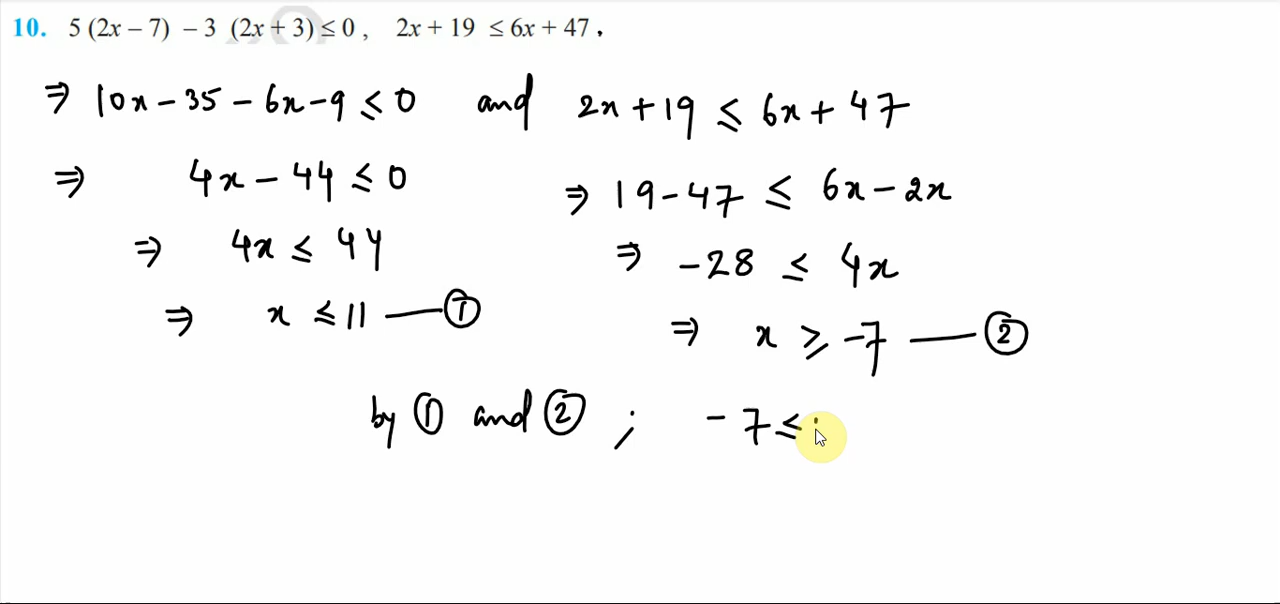 10. 5 (2x – 7) – 3 (2x + 3) ≤ 0 , 2x + 19 ≤ 6x + 47 .
⇒ 10x - 35 - 6x - 9 ≤ 0 and 2x + 19 ≤ 6x + 47
⇒ 4x - 44 ≤ 0
⇒ 19 - 47 ≤ 6x - 2x
⇒ 4x ≤ 44
⇒ -28 ≤ 4x
⇒ x ≤ 11 — ①
⇒ x ≥ -7 — ②
by ① and ② ; -7 ≤